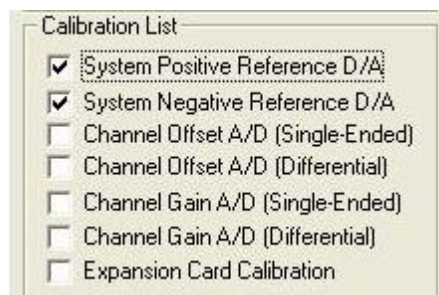 Calibration List
System Positive Reference D/A
System Negative Reference D/A
Channel Offset A/D (Single-Ended)
Channel Offset A/D (Differential)
Channel Gain A/D (Single-Ended)
Channel Gain A/D (Differential)
Expansion Card Calibration